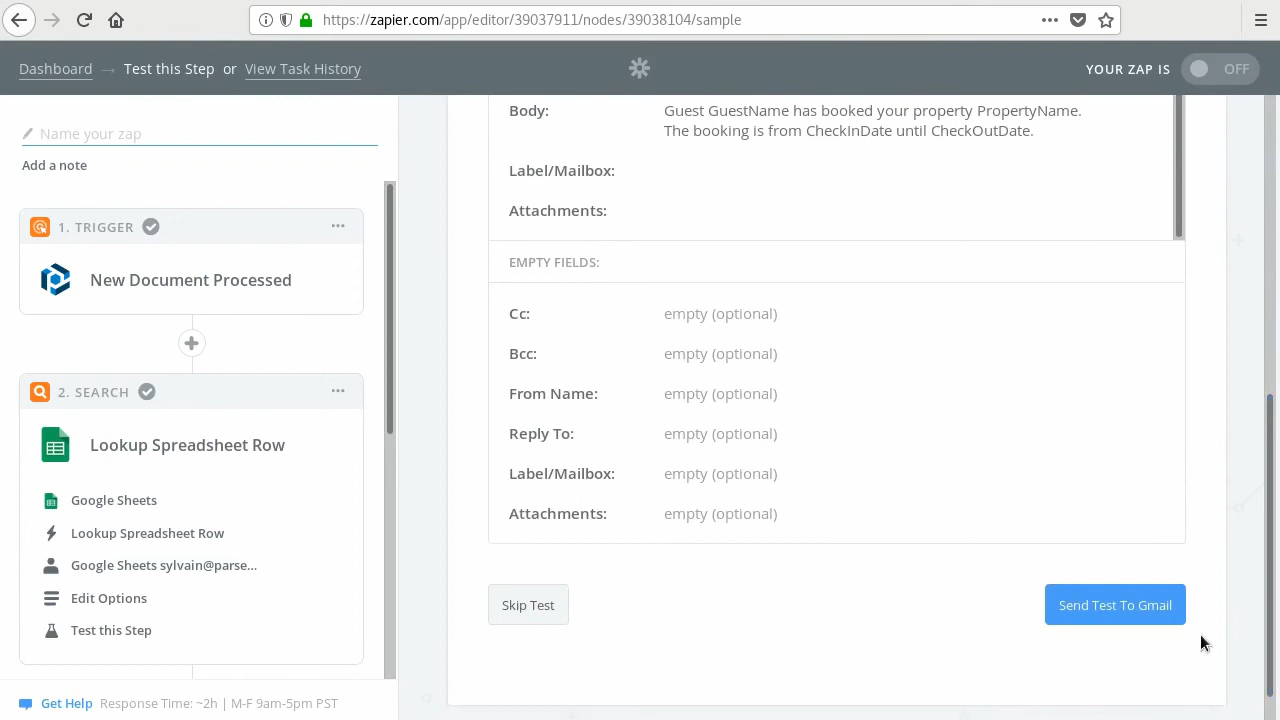 https://zapier.com/app/editor/39037911/nodes/39038104/sample
Dashboard → Test this Step or View Task History
YOUR ZAP IS OFF
Name your zap
Add a note
1. TRIGGER
New Document Processed
2. SEARCH
Lookup Spreadsheet Row
Google Sheets
Lookup Spreadsheet Row
Google Sheets sylvain@parse...
Edit Options
Test this Step
Get Help Response Time: ~2h | M-F 9am-5pm PST
Body: Guest GuestName has booked your property PropertyName.
The booking is from CheckInDate until CheckOutDate.
Label/Mailbox:
Attachments:
EMPTY FIELDS:
Cc: empty (optional)
Bcc: empty (optional)
From Name: empty (optional)
Reply To: empty (optional)
Label/Mailbox: empty (optional)
Attachments: empty (optional)
Skip Test
Send Test To Gmail